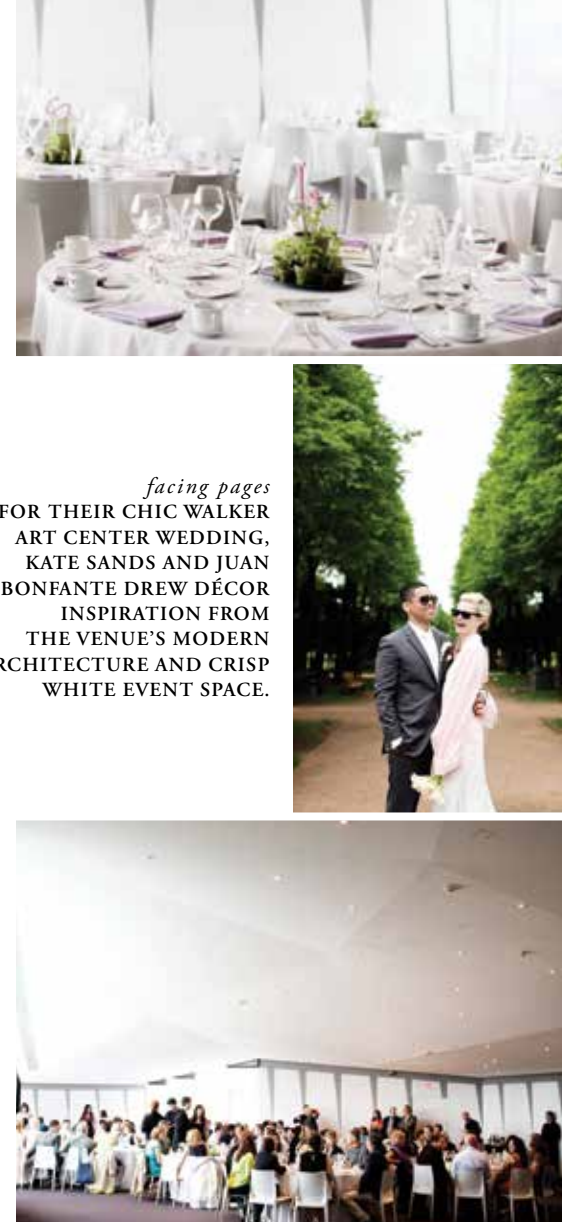 facing pages
FOR THEIR CHIC WALKER
ART CENTER WEDDING,
KATE SANDS AND JUAN
BONFANTE DREW DÉCOR
INSPIRATION FROM
THE VENUE'S MODERN
RCHITECTURE AND CRISP
WHITE EVENT SPACE.